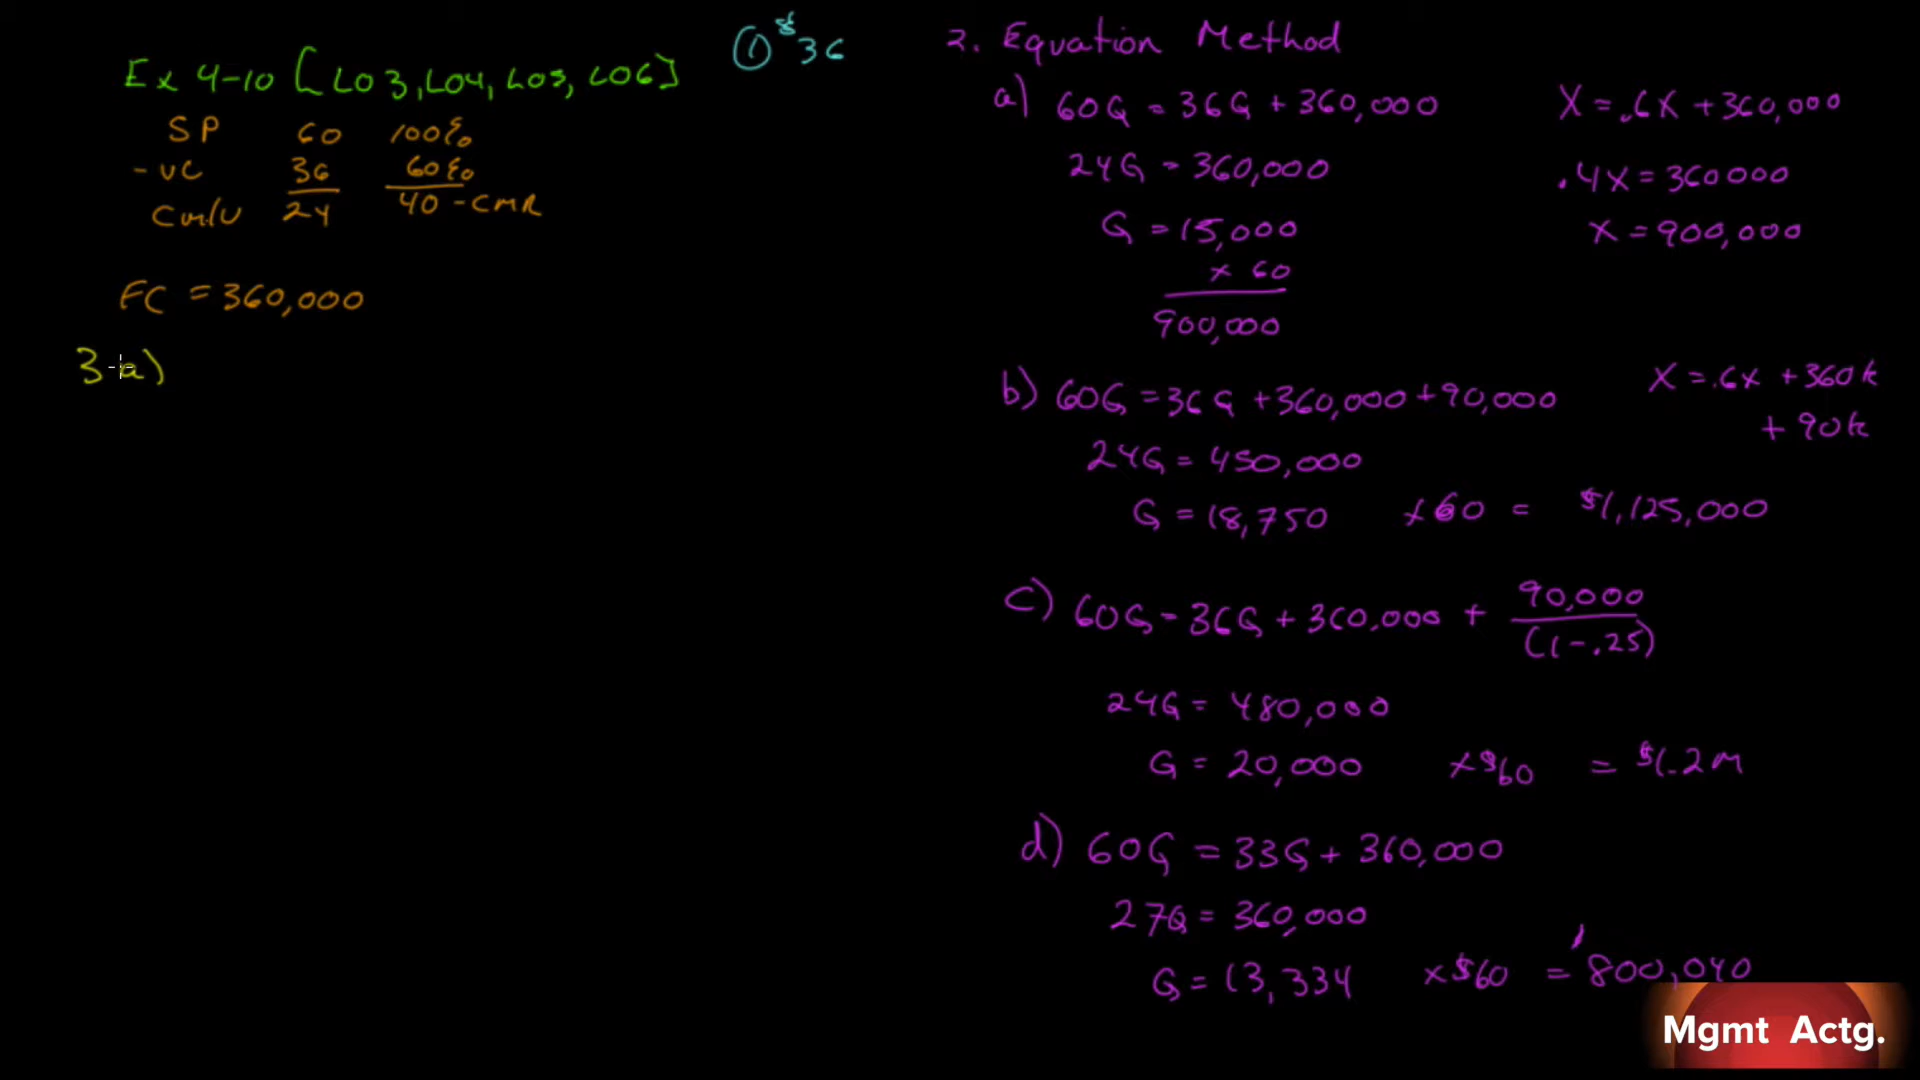 Ex 4-10 [LO3, LO4, LO5, LO6]
① $36
SP 60 100%
- VC 36 60%
Cm/U 24 40 - CMR
FC = 360,000
3-a)
2. Equation Method
a) 60Q = 36Q + 360,000
24Q = 360,000
Q = 15,000
x 60
900,000
X = .6X + 360,000
.4X = 360000
X = 900,000
b) 60Q = 36Q + 360,000 + 90,000
24Q = 450,000
Q = 18,750 x 60 = $1,125,000
X = .6X + 360k
+ 90k
c) 60Q = 36Q + 360,000 + 90,000
(1 - .25)
24Q = 480,000
Q = 20,000 x $60 = $1.2M
d) 60Q = 33Q + 360,000
27Q = 360,000
Q = 13,334 x $60 = 800,040
Mgmt Actg.